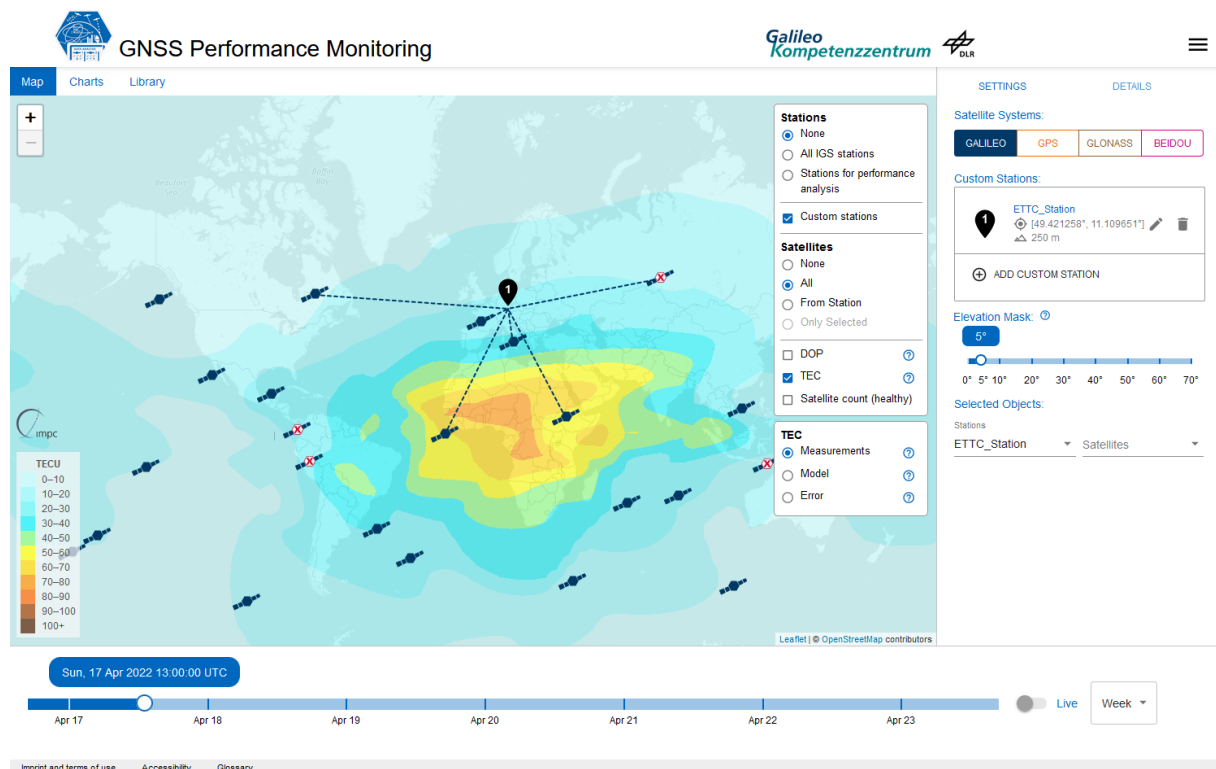 GNSS Performance Monitoring
Galileo
Kompetenzzentrum
DLR
Map Charts Library
SETTINGS DETAILS
+
−
Beaufort
Sea
Baffin
Bay
1
Stations
None
All IGS stations
Stations for performance
analysis
Custom stations
Satellites
None
All
From Station
Only Selected
DOP ?
TEC ?
Satellite count (healthy)
TEC
Measurements ?
Model ?
Error ?
impc
TECU
0–10
10–20
20–30
30–40
40–50
50–60
60–70
70–80
80–90
90–100
100+
Leaflet | © OpenStreetMap contributors
Satellite Systems:
GALILEO GPS GLONASS BEIDOU
Custom Stations:
1
ETTC_Station
[49.421258°, 11.109651°]
250 m
ADD CUSTOM STATION
Elevation Mask: ?
5°
0° 5° 10° 20° 30° 40° 50° 60° 70°
Selected Objects:
Stations
ETTC_Station Satellites
Sun, 17 Apr 2022 13:00:00 UTC
Apr 17 Apr 18 Apr 19 Apr 20 Apr 21 Apr 22 Apr 23
Live Week
Imprint and terms of use Accessibility Glossary